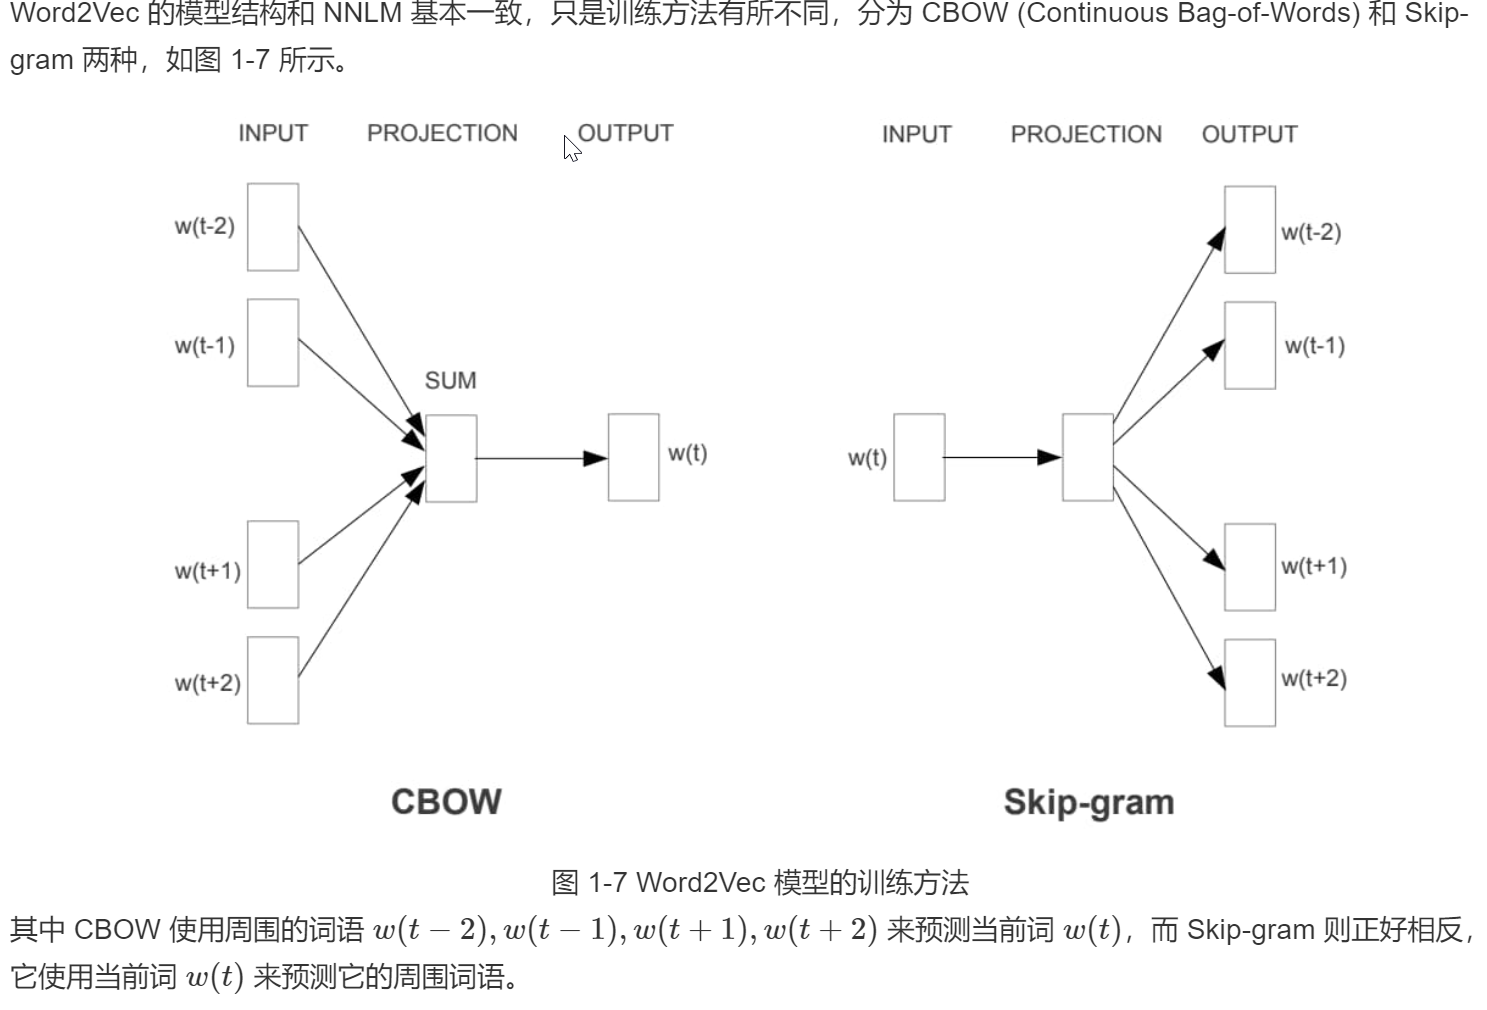 Word2Vec 的模型结构和 NNLM 基本一致，只是训练方法有所不同，分为 CBOW (Continuous Bag-of-Words) 和 Skip-
gram 两种，如图 1-7 所示。
INPUT PROJECTION OUTPUT
w(t-2)
w(t-1)
SUM
w(t)
w(t+1)
w(t+2)
CBOW
INPUT PROJECTION OUTPUT
w(t-2)
w(t-1)
w(t)
w(t+1)
w(t+2)
Skip-gram
图 1-7 Word2Vec 模型的训练方法
其中 CBOW 使用周围的词语 w(t − 2), w(t − 1), w(t + 1), w(t + 2) 来预测当前词 w(t)，而 Skip-gram 则正好相反，
它使用当前词 w(t) 来预测它的周围词语。